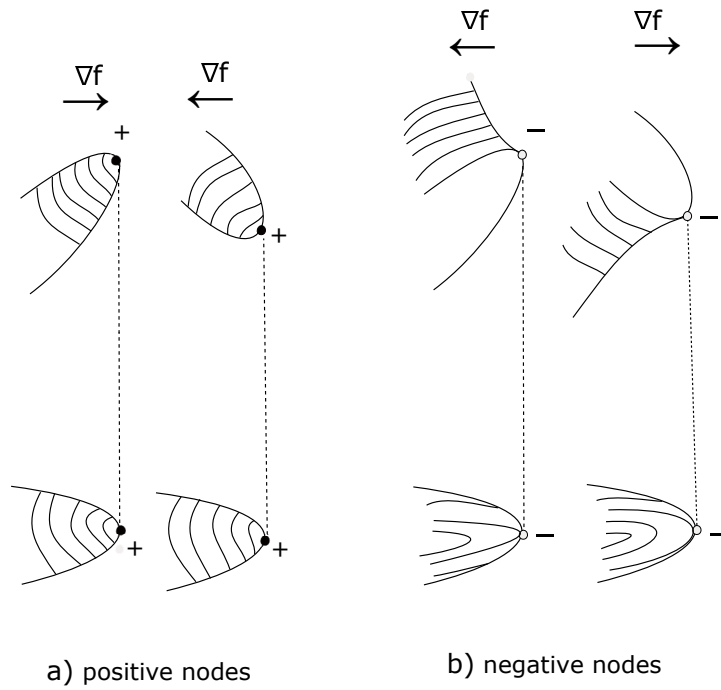 ∇f ∇f
∇f ∇f
+ + − −
+ + − −
a) positive nodes
b) negative nodes